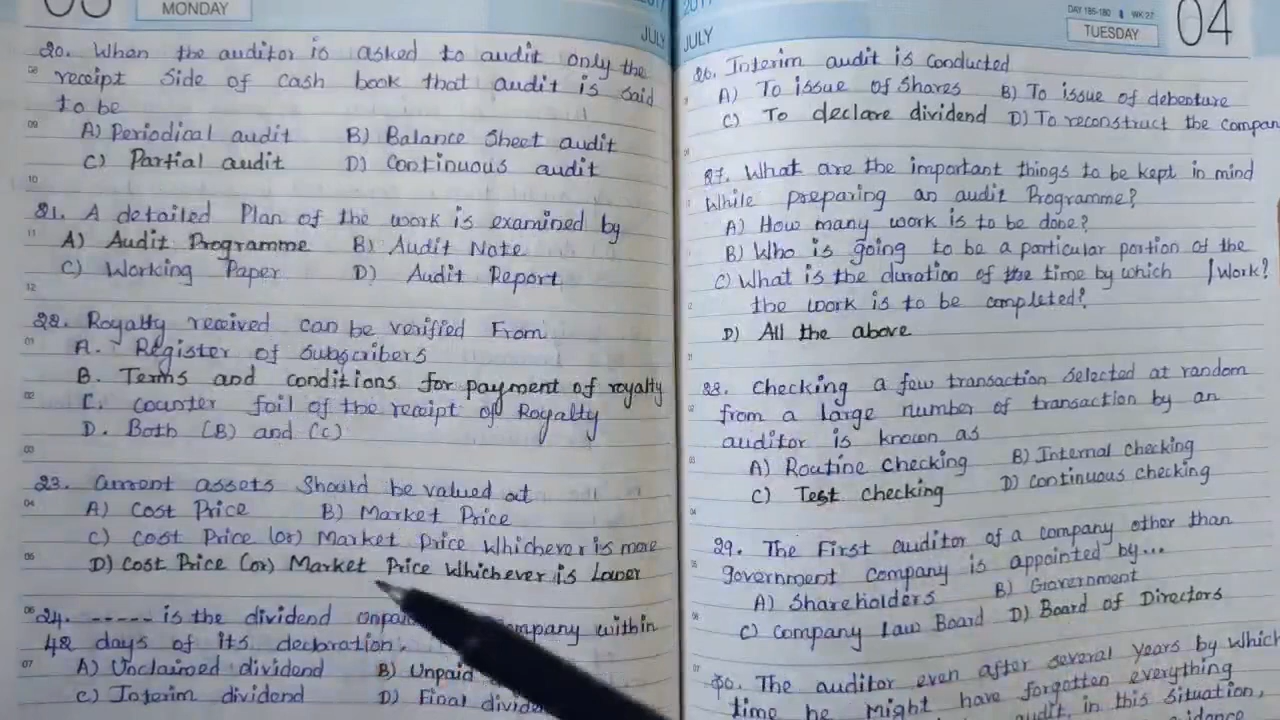 MONDAY
JULY
20. When the auditor is asked to audit only the
receipt side of cash book that audit is said
to be
A) Periodical audit B) Balance Sheet audit
C) Partial audit D) Continuous audit
21. A detailed Plan of the work is examined by
A) Audit Programme B) Audit Note
C) Working Paper D) Audit Report
22. Royalty received can be verified From
A. Register of subscribers
B. Terms and conditions for payment of royalty
C. counter foil of the receipt of Royalty
D. Both (B) and (C)
23. Current assets Should be valued at
A) Cost Price B) Market Price
C) Cost Price (or) Market Price Whichever is more
D) Cost Price (or) Market Price Whichever is Lower
24. ----- is the dividend company within
42 days of its declaration.
A) Unclaimed dividend B) Unpaid
C) Interim dividend D) Final
JULY
TUESDAY
04
26. Interim audit is conducted
A) To issue of shares B) To issue of debenture
C) To declare dividend D) To reconstruct the compan
27. What are the important things to be kept in mind
While preparing an audit Programme?
A) How many work is to be done?
B) Who is going to be a particular portion of the
C) What is the duration of the time by which / Work?
the work is to be completed?
D) All the above
28. Checking a few transaction selected at random
from a large number of transaction by an
auditor is known as
A) Routine checking B) Internal checking
C) Test checking D) continuous checking
29. The First auditor of a company other than
government company is appointed by...
A) Shareholders B) Government
C) Company Law Board D) Board of Directors
30. The auditor even after several years by which
time he Might have forgotten everything
audit in this situation,